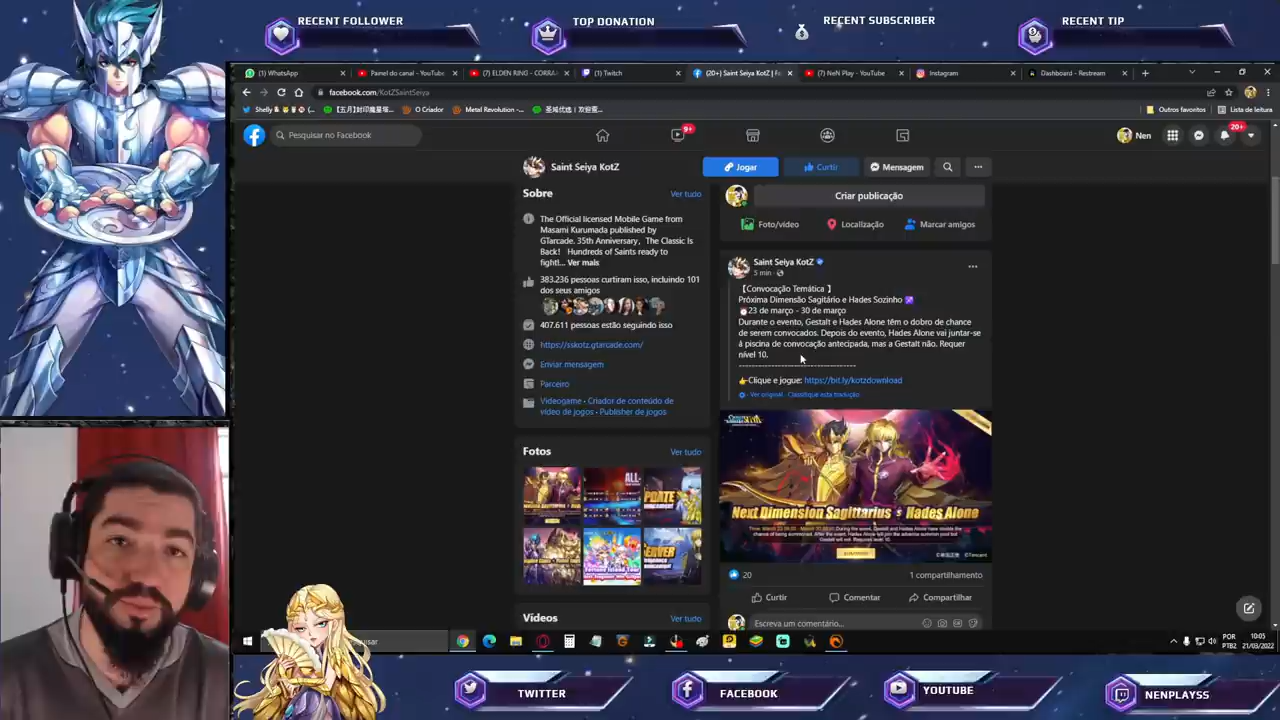 RECENT FOLLOWER
TOP DONATION
RECENT SUBSCRIBER
RECENT TIP
(1) WhatsApp
Panel do canal - YouTube
(7) ELDEN RING - CORRA
(1) Twitch
(20+) Saint Seiya KotZ | Fa
(7) NeN Play - YouTube
Instagram
Dashboard - Restream
facebook.com/KotZSaintSeiya
O Criador
Metal Revolution -...
Outros favoritos
Lista de leitura
Pesquisar no Facebook
9+
Nen
20+
Saint Seiya KotZ
Jogar
Curtir
Mensagem
Sobre
Ver tudo
The Official licensed Mobile Game from
Masami Kurumada published by
GTarcade. 35th Anniversary, The Classic Is
Back! Hundreds of Saints ready to
fight!... Ver mais
383.236 pessoas curtiram isso, incluindo 101
dos seus amigos
407.611 pessoas estão seguindo isso
https://sskotz.gtarcade.com/
Enviar mensagem
Parceiro
Videogame · Criador de conteúdo de
vídeo de jogos · Publisher de jogos
Fotos
Ver tudo
Vídeos
Ver tudo
Criar publicação
Foto/vídeo
Localização
Marcar amigos
Saint Seiya KotZ
5 min ·
【Convocação Temática 】
Próxima Dimensão Sagitário e Hades Sozinho
23 de março - 30 de março
Durante o evento, Gestalt e Hades Alone têm o dobro de chance
de serem convocados. Depois do evento, Hades Alone vai juntar-se
à piscina de convocação antecipada, mas a Gestalt não. Requer
nível 10.
----------------------------------
Clique e jogue: https://bit.ly/kotzdownload
Ver original · Classifique esta tradução
Next Dimension Sagittarius · Hades Alone
20
1 compartilhamento
Curtir
Comentar
Compartilhar
Escreva um comentário...
POR
PTB2
10:05
21/03/2022
TWITTER
FACEBOOK
YOUTUBE
NENPLAYSS